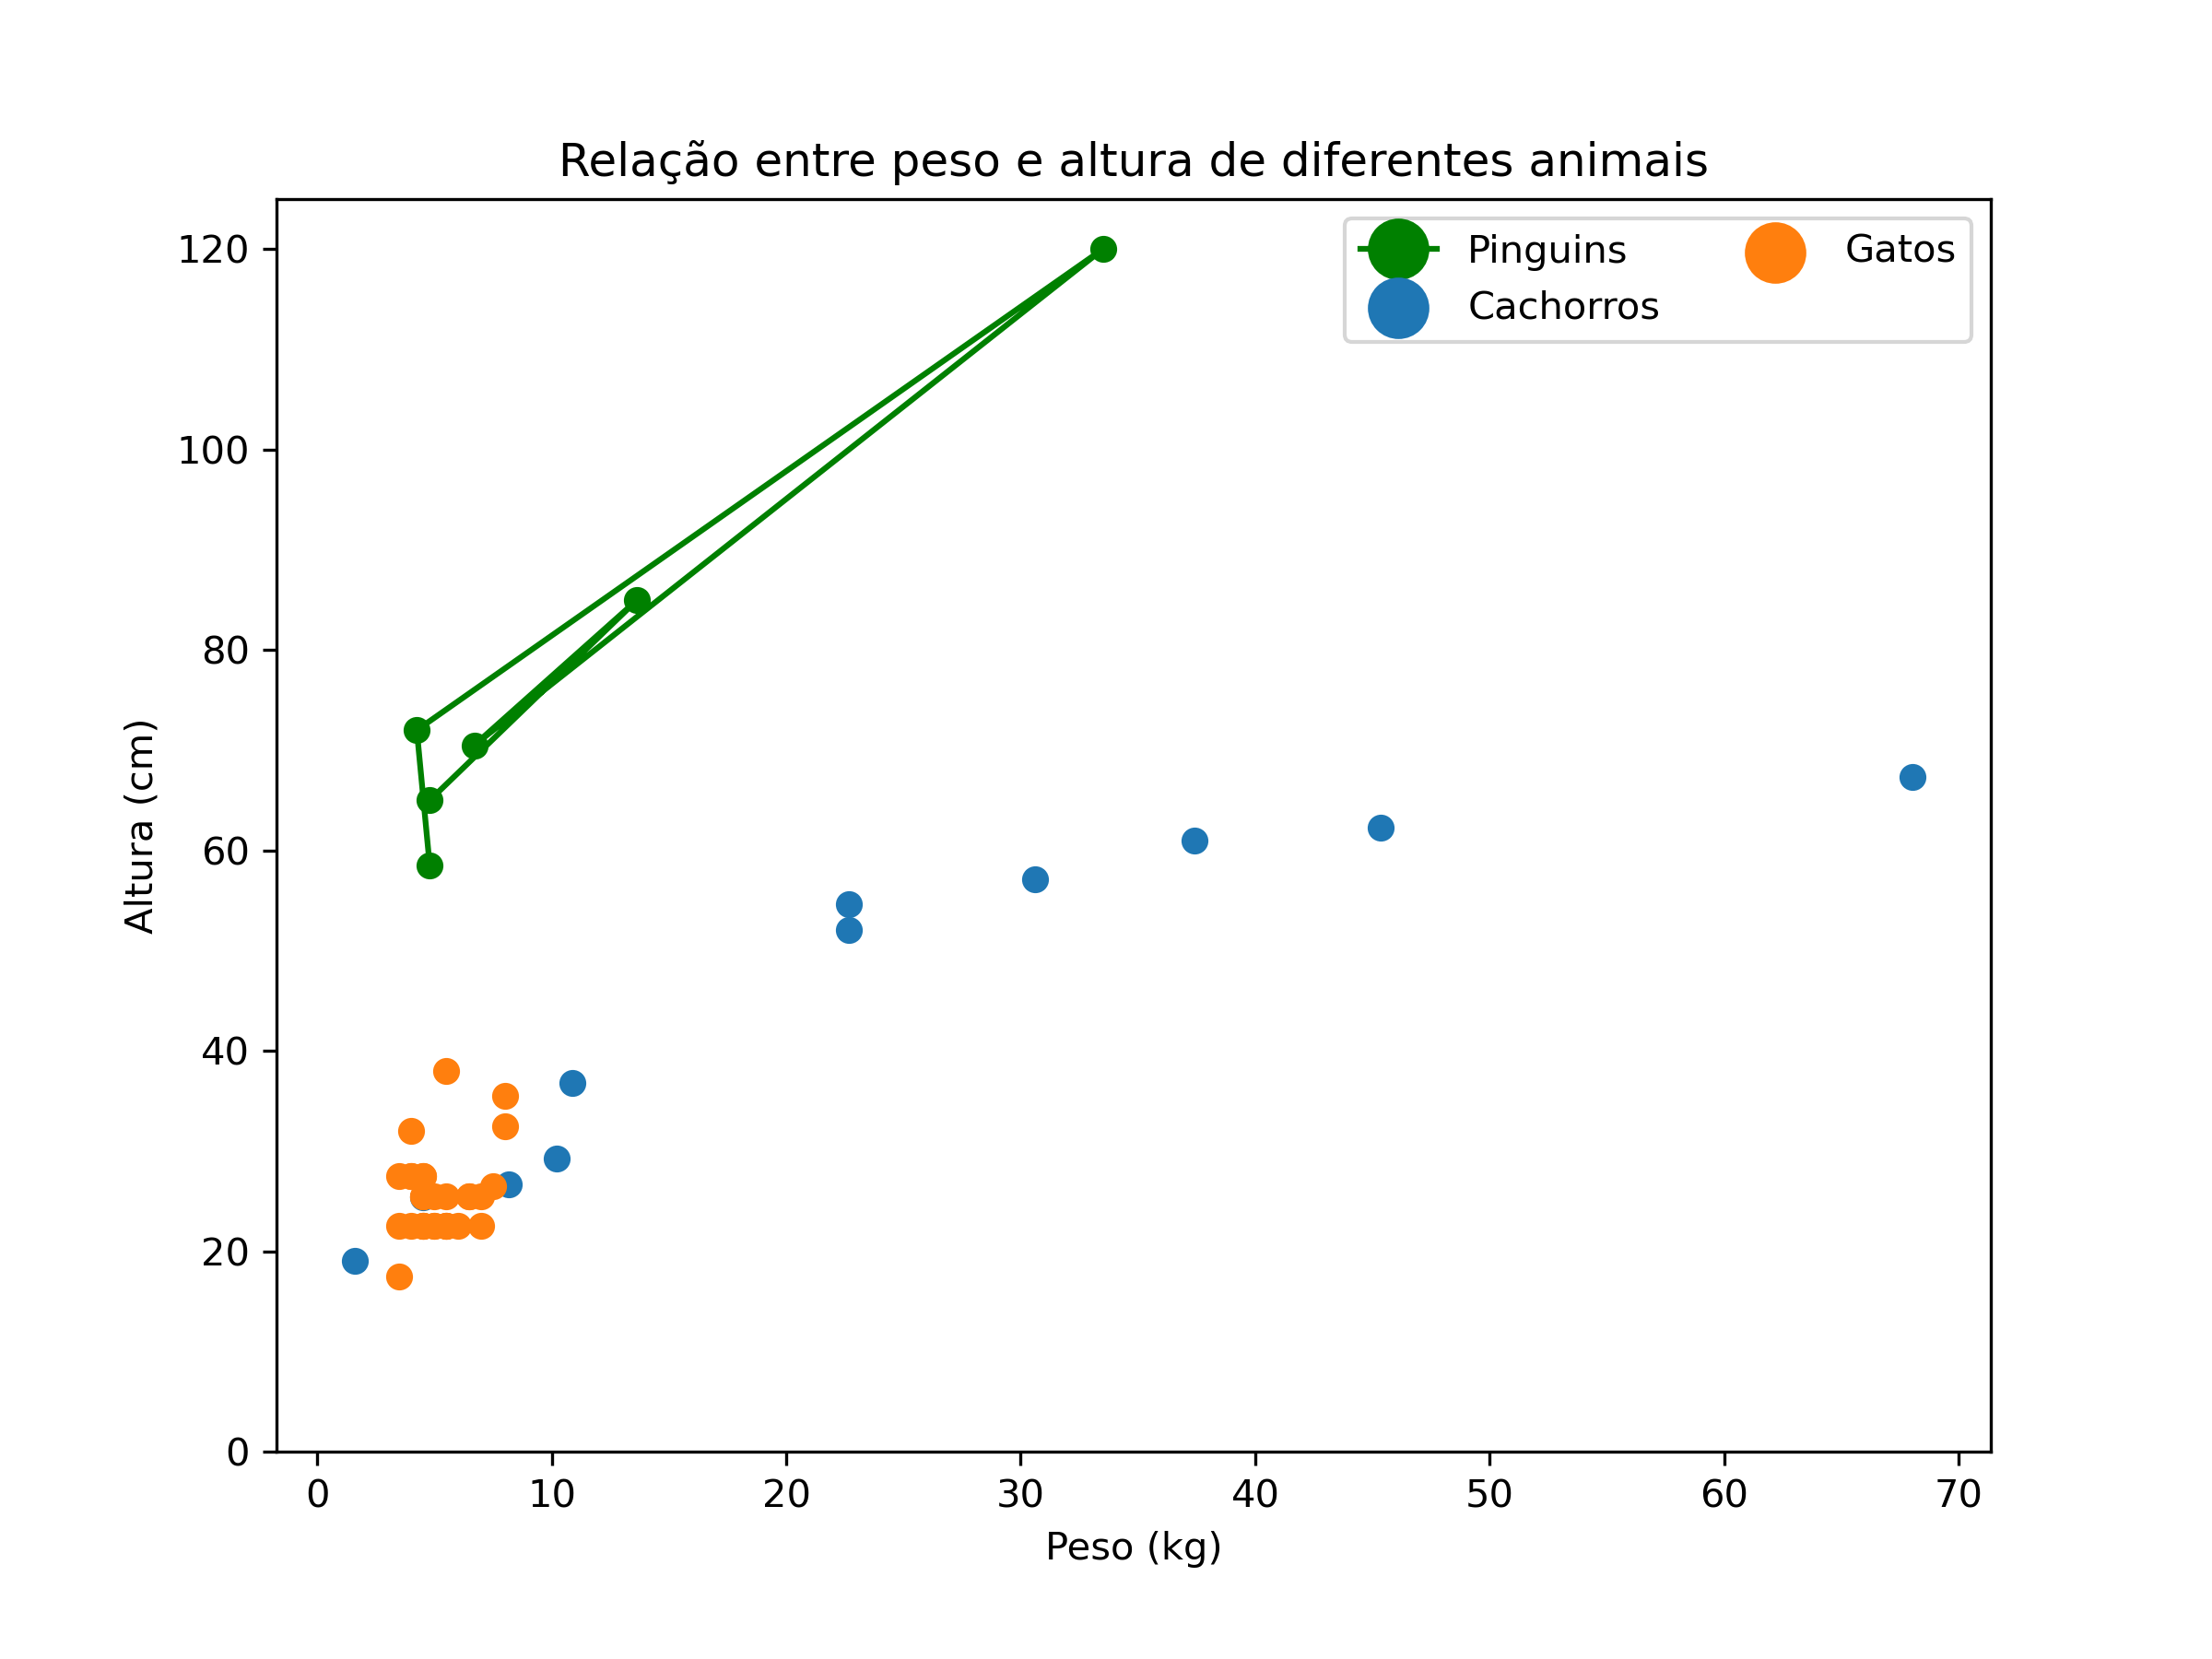 Relação entre peso e altura de diferentes animais
Pinguins
Cachorros
Gatos
Altura (cm)
120
100
80
60
40
20
0
0 10 20 30 40 50 60 70
Peso (kg)